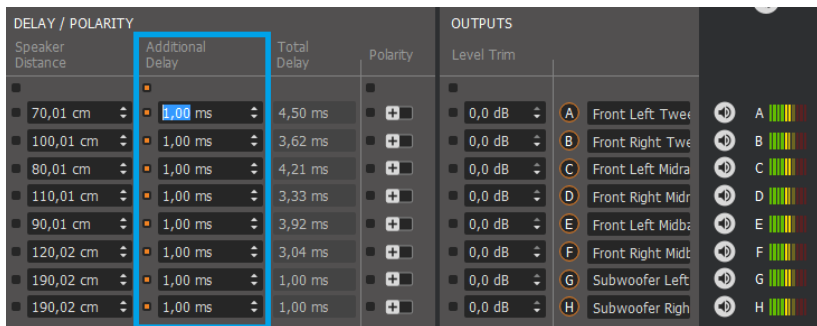 DELAY / POLARITY OUTPUTS
Speaker Distance Additional Delay Total Delay Polarity Level Trim
70,01 cm 1,00 ms 4,50 ms + 0,0 dB A Front Left Twee A
100,01 cm 1,00 ms 3,62 ms + 0,0 dB B Front Right Twe B
80,01 cm 1,00 ms 4,21 ms + 0,0 dB C Front Left Midra C
110,01 cm 1,00 ms 3,33 ms + 0,0 dB D Front Right Midr D
90,01 cm 1,00 ms 3,92 ms + 0,0 dB E Front Left Midba E
120,02 cm 1,00 ms 3,04 ms + 0,0 dB F Front Right Midb F
190,02 cm 1,00 ms 1,00 ms + 0,0 dB G Subwoofer Left G
190,02 cm 1,00 ms 1,00 ms + 0,0 dB H Subwoofer Righ H